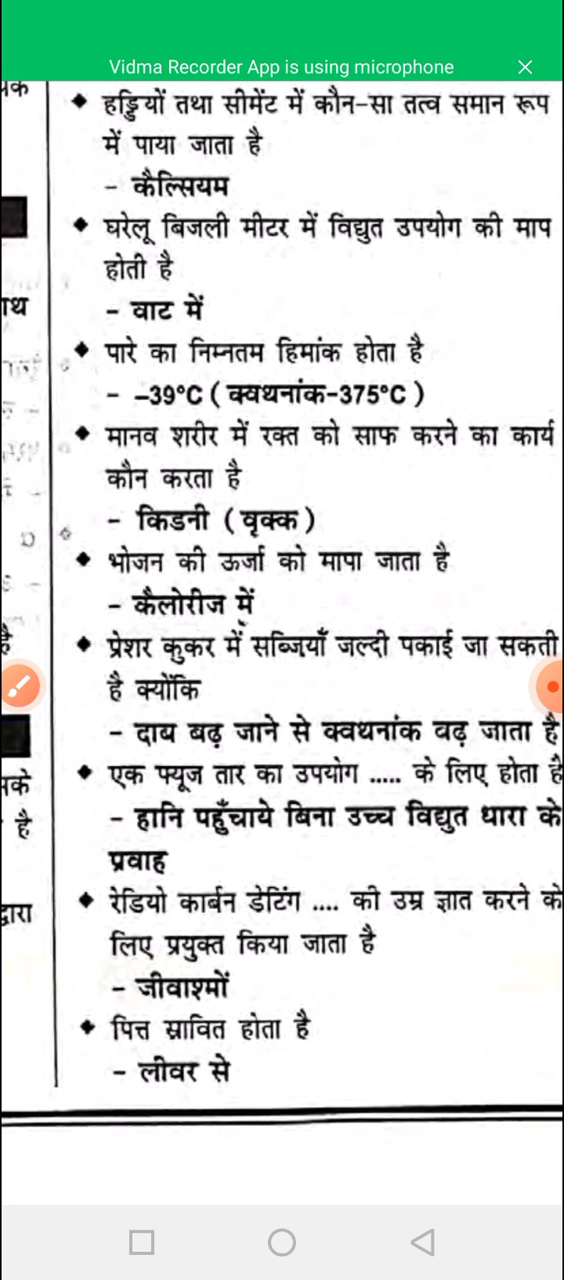 Vidma Recorder App is using microphone
हड्डियों तथा सीमेंट में कौन-सा तत्व समान रूप
में पाया जाता है
- कैल्सियम
घरेलू बिजली मीटर में विद्युत उपयोग की माप
होती है
- वाट में
पारे का निम्नतम हिमांक होता है
- –39°C ( क्वथनांक-375°C )
मानव शरीर में रक्त को साफ करने का कार्य
कौन करता है
- किडनी ( वृक्क )
भोजन की ऊर्जा को मापा जाता है
- कैलोरीज में
प्रेशर कुकर में सब्जियाँ जल्दी पकाई जा सकती
है क्योंकि
- दाब बढ़ जाने से क्वथनांक बढ़ जाता है
एक फ्यूज तार का उपयोग ..... के लिए होता है
- हानि पहुँचाये बिना उच्च विद्युत धारा के
प्रवाह
रेडियो कार्बन डेटिंग .... की उम्र ज्ञात करने को
लिए प्रयुक्त किया जाता है
- जीवाश्मों
पित्त स्रावित होता है
- लीवर से
है